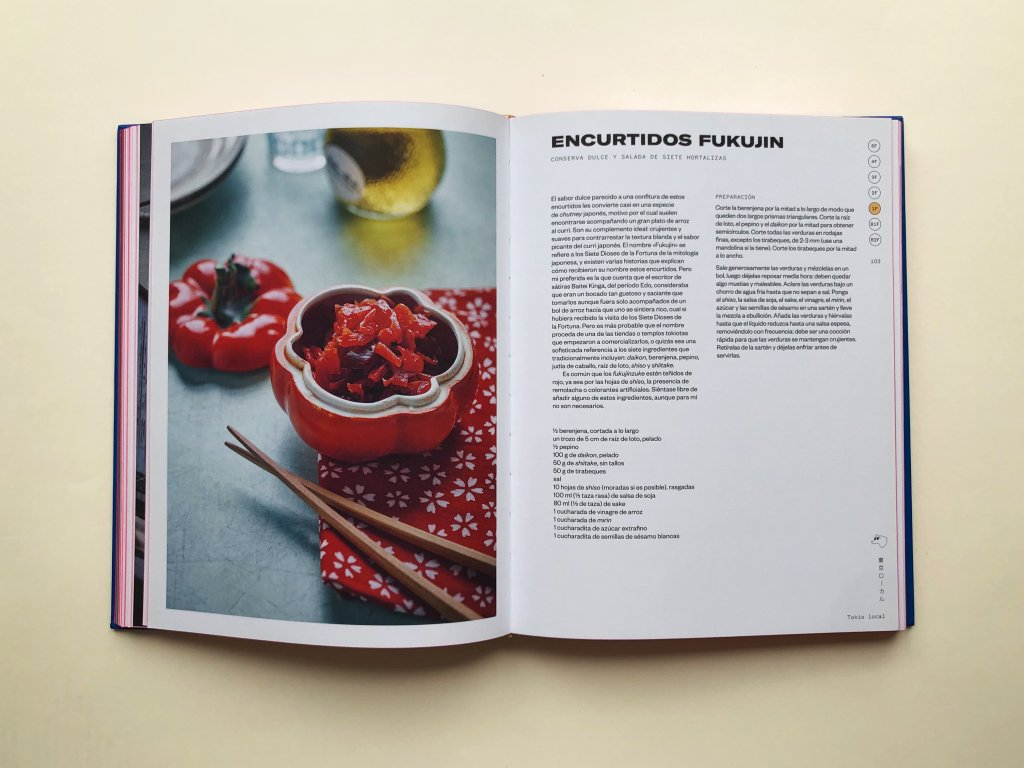 ENCURTIDOS FUKUJIN
CONSERVA DULCE Y SALADA DE SIETE HORTALIZAS
El sabor dulce parecido a una confitura de estos
encurtidos les convierte casi en una especie
de chutney japonés, motivo por el cual suelen
encontrarse acompañando un gran plato de arroz
al curri. Son su complemento ideal: crujientes y
suaves para contrarrestar la textura blanda y el sabor
picante del curri japonés. El nombre «Fukujin» se
refiere a los Siete Dioses de la Fortuna de la mitología
japonesa, y existen varias historias que explican
cómo recibieron su nombre estos encurtidos. Pero
mi preferida es la que cuenta que el escritor de
sátiras Baitei Kinga, del período Edo, consideraba
que eran un bocado tan gustoso y saciante que
tomarlos aunque fuera solo acompañados de un
bol de arroz hacía que uno se sintiera rico, cual si
hubiera recibido la visita de los Siete Dioses de
la Fortuna. Pero es más probable que el nombre
proceda de una de las tiendas o templos tokiotas
que empezaron a comercializarlos, o quizás sea una
sofisticada referencia a los siete ingredientes que
tradicionalmente incluyen: daikon, berenjena, pepino,
judía de caballo, raíz de loto, shiso y shiitake.
Es común que los fukujinzuke estén teñidos de
rojo, ya sea por las hojas de shiso, la presencia de
remolacha o colorantes artificiales. Siéntase libre de
añadir alguno de estos ingredientes, aunque para mí
no son necesarios.
½ berenjena, cortada a lo largo
un trozo de 5 cm de raíz de loto, pelado
½ pepino
100 g de daikon, pelado
50 g de shiitake, sin tallos
50 g de tirabeques
sal
10 hojas de shiso (moradas si es posible), rasgadas
100 ml (½ taza rasa) de salsa de soja
80 ml (⅓ de taza) de sake
1 cucharada de vinagre de arroz
1 cucharada de mirin
1 cucharadita de azúcar extrafino
1 cucharadita de semillas de sésamo blancas
PREPARACIÓN
Corte la berenjena por la mitad a lo largo de modo que
queden dos largos prismas triangulares. Corte la raíz
de loto, el pepino y el daikon por la mitad para obtener
semicírculos. Corte todas las verduras en rodajas
finas, excepto los tirabeques, de 2-3 mm (use una
mandolina si la tiene). Corte los tirabeques por la mitad
a lo ancho.
Sale generosamente las verduras y mézclelas en un
bol, luego déjelas reposar media hora: deben quedar
algo mustias y maleables. Aclare las verduras bajo un
chorro de agua fría hasta que no sepan a sal. Ponga
el shiso, la salsa de soja, el sake, el vinagre, el mirin, el
azúcar y las semillas de sésamo en una sartén y lleve
la mezcla a ebullición. Añada las verduras y hiérvalas
hasta que el líquido reduzca hasta una salsa espesa,
removiéndolo con frecuencia: debe ser una cocción
rápida para que las verduras se mantengan crujientes.
Retírelas de la sartén y déjelas enfriar antes de
servirlas.
5F
4F
3F
2F
1F
B1F
B2F
103
東京ローカル
Tokio local